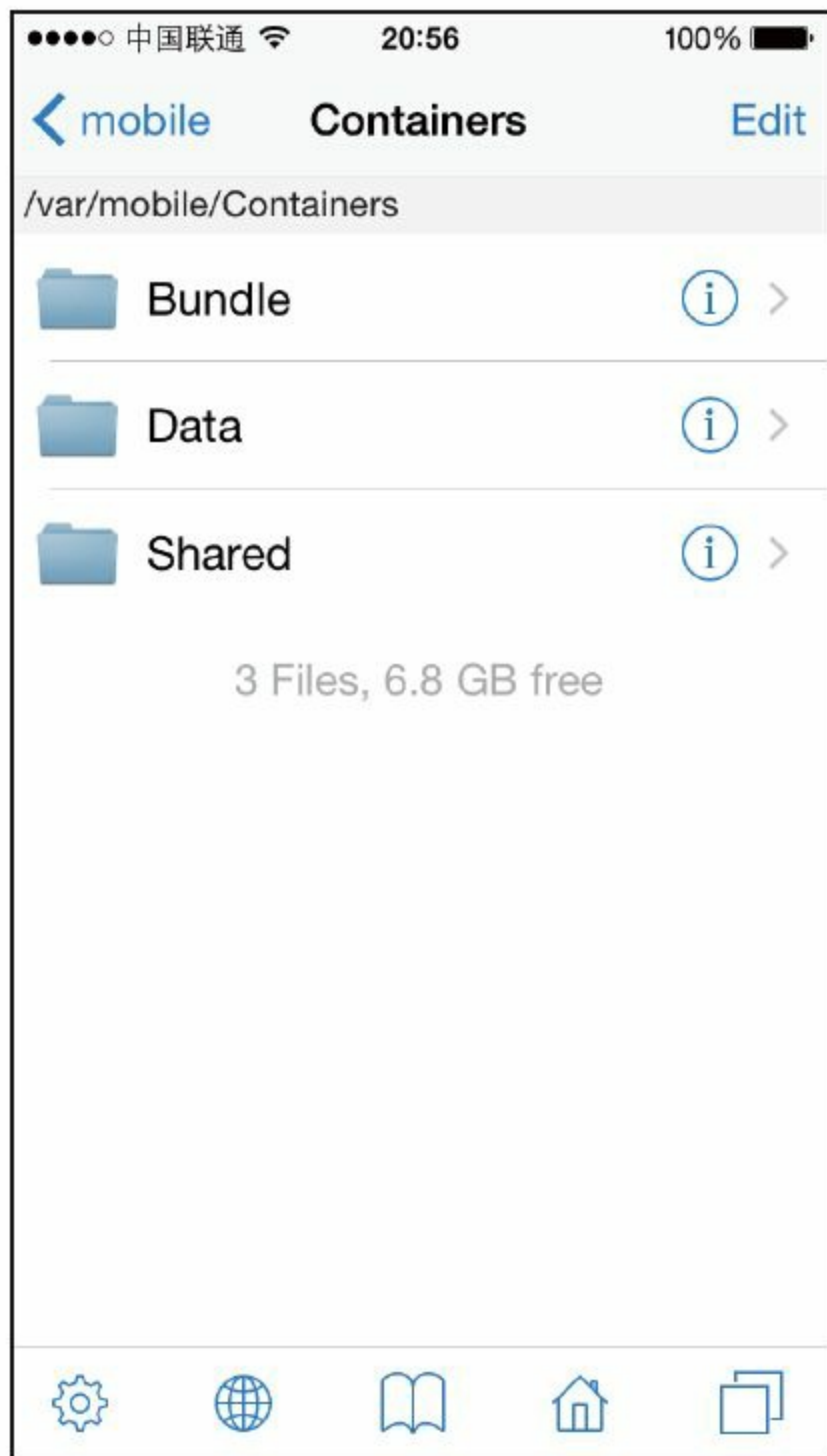 中国联通 20:56 100%
mobile Containers Edit
/var/mobile/Containers
Bundle
Data
Shared
3 Files, 6.8 GB free